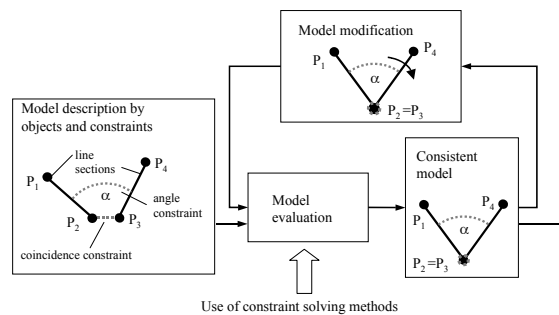 Model modification
P1
P4
α
P2 =P3
Model description by
objects and constraints
line
sections
P4
P1
α
angle
constraint
P2
P3
coincidence constraint
Model
evaluation
Consistent
model
P1
P4
α
P2 =P3
Use of constraint solving methods